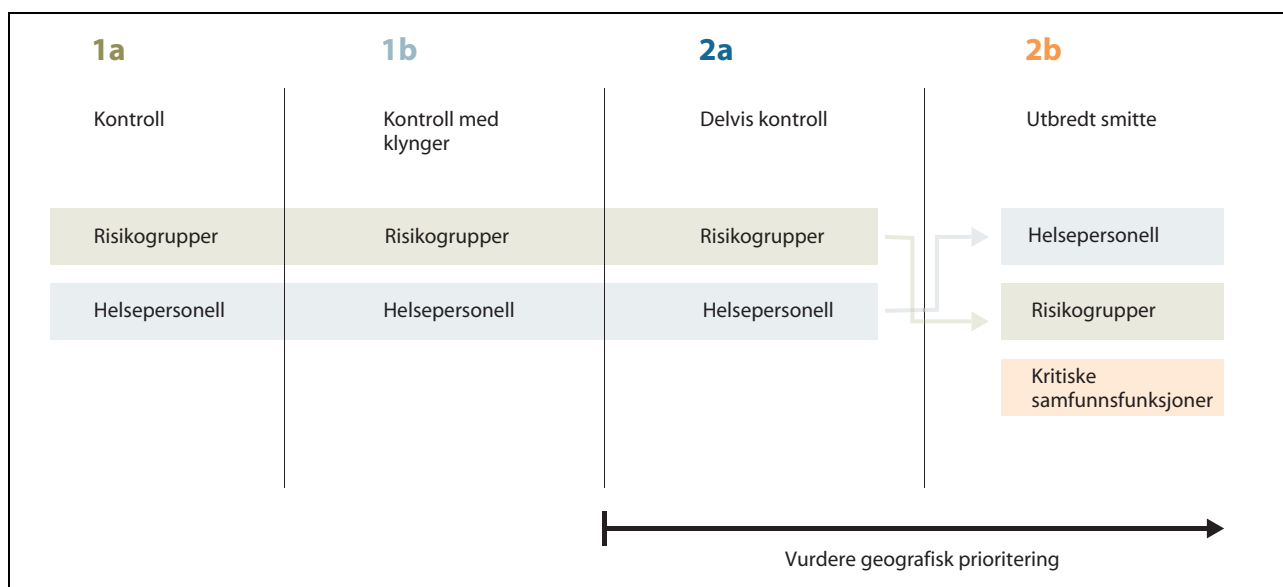 1a
1b
2a
2b
Kontroll
Kontroll med
klynger
Delvis kontroll
Utbredt smitte
Risikogrupper
Risikogrupper
Risikogrupper
Helsepersonell
Helsepersonell
Helsepersonell
Helsepersonell
Risikogrupper
Kritiske
samfunnsfunksjoner
Vurdere geografisk prioritering